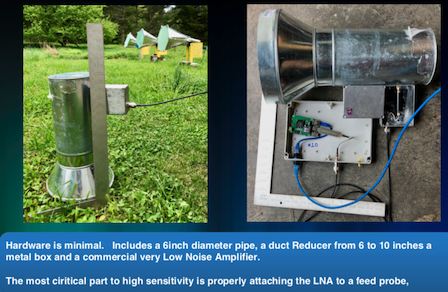 Hardware is minimal. Includes a 6inch diameter pipe, a duct Reducer from 6 to 10 inches a
metal box and a commercial very Low Noise Amplifier.
The most ciritical part to high sensitivity is properly attaching the LNA to a feed probe,